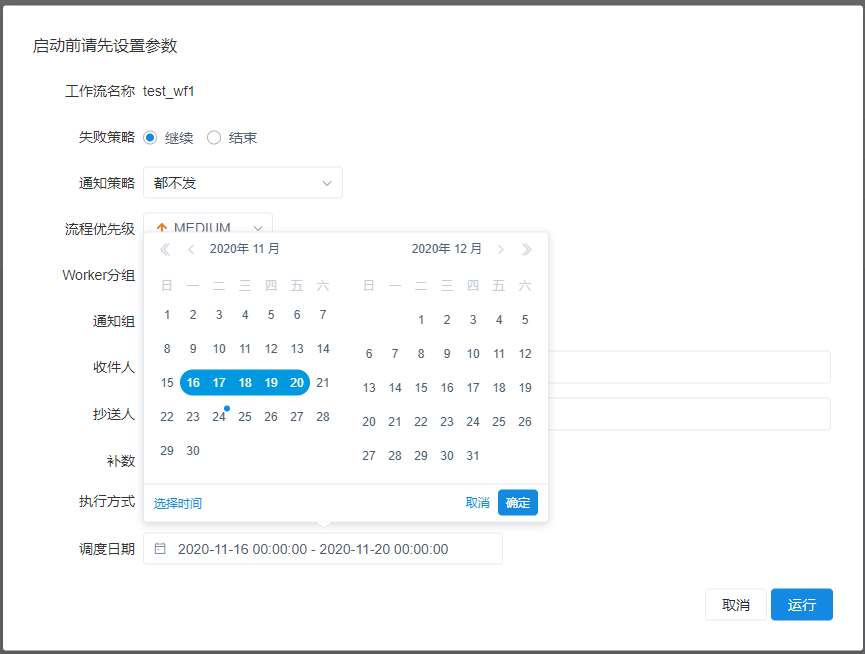 启动前请先设置参数
工作流名称 test_wf1
失败策略 继续 结束
通知策略 都不发
流程优先级 MEDIUM
Worker分组
通知组
收件人
抄送人
补数
执行方式
2020年 11 月 2020年 12 月
日 一 二 三 四 五 六 日 一 二 三 四 五 六
1 2 3 4 5 6 7 1 2 3 4 5
8 9 10 11 12 13 14 6 7 8 9 10 11 12
15 16 17 18 19 20 21 13 14 15 16 17 18 19
22 23 24 25 26 27 28 20 21 22 23 24 25 26
29 30 27 28 29 30 31
选择时间 取消 确定
调度日期 2020-11-16 00:00:00 - 2020-11-20 00:00:00
取消 运行